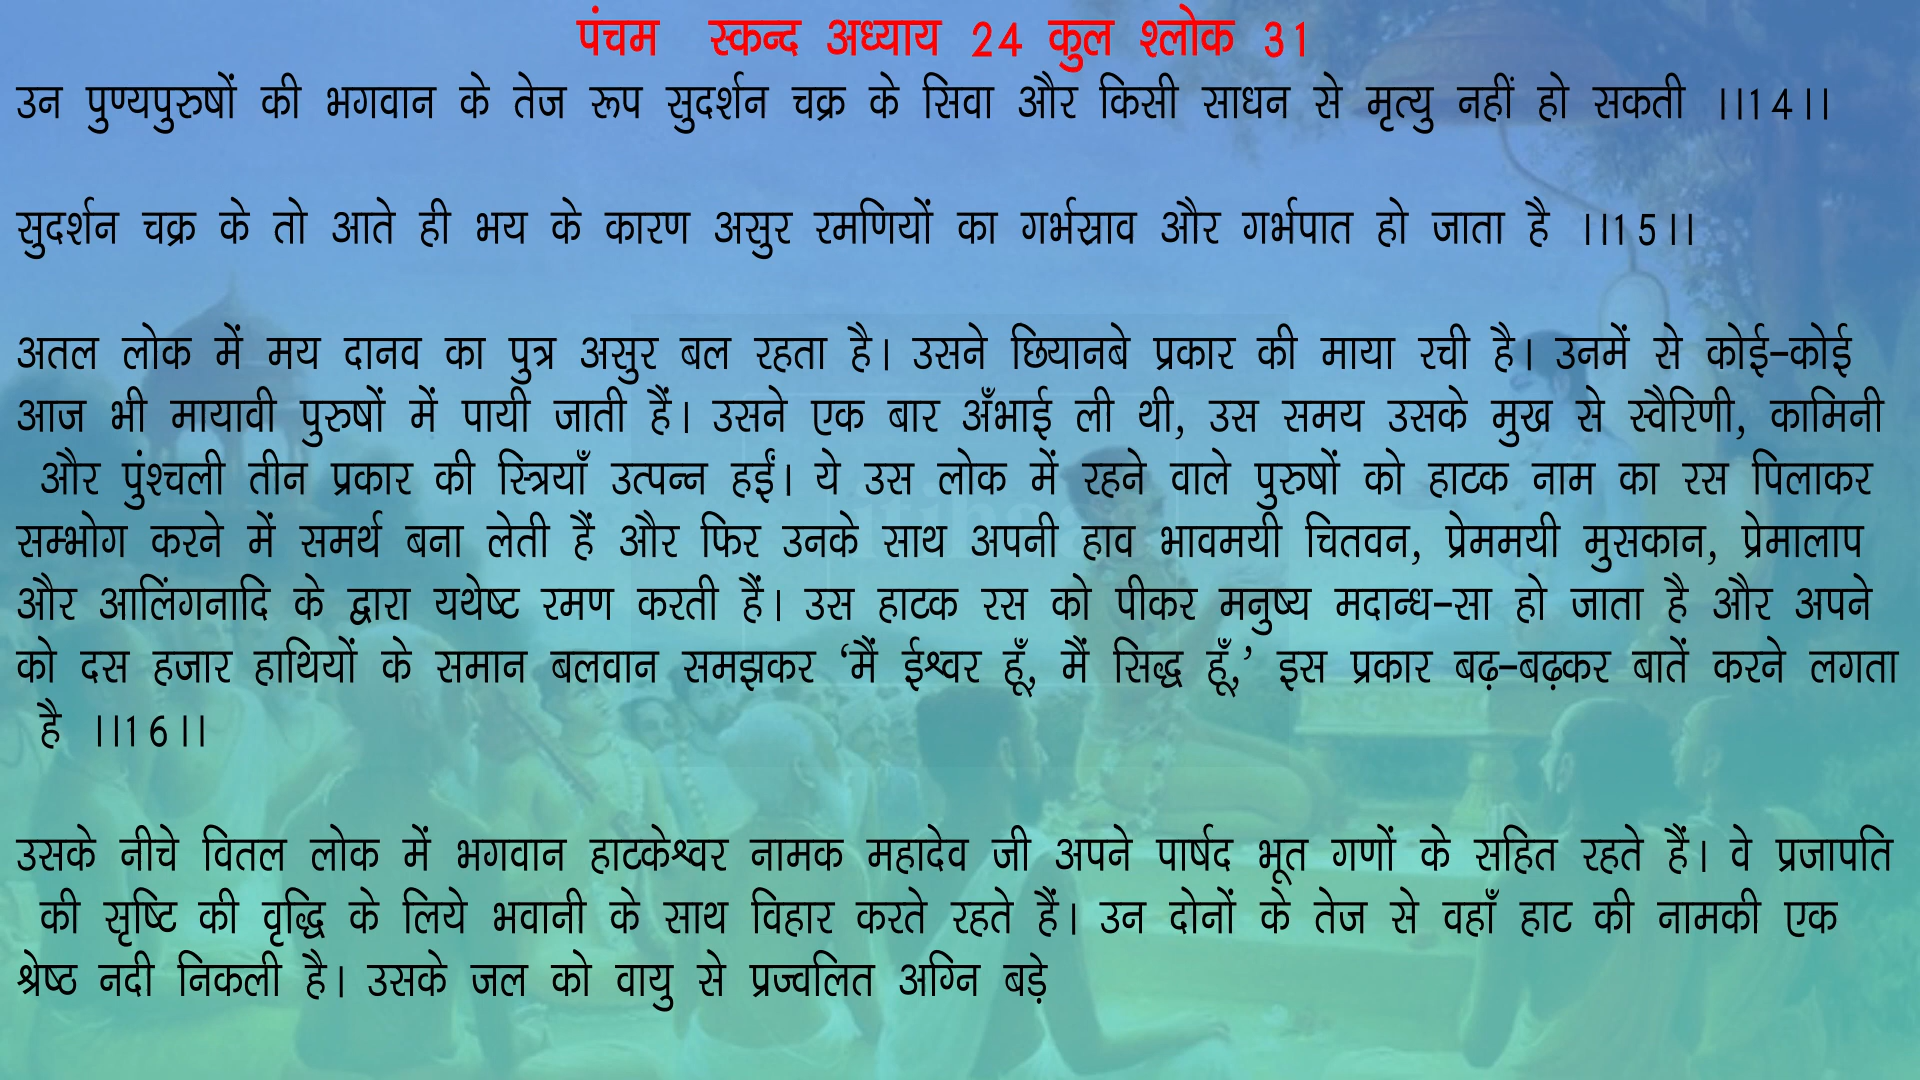 पंचम स्कन्द अध्याय 24 कुल श्लोक 31
उन पुण्यपुरुषों की भगवान के तेज रूप सुदर्शन चक्र के सिवा और किसी साधन से मृत्यु नहीं हो सकती ।।14।।
सुदर्शन चक्र के तो आते ही भय के कारण असुर रमणियों का गर्भस्राव और गर्भपात हो जाता है ।।15।।
अतल लोक में मय दानव का पुत्र असुर बल रहता है। उसने छियानबे प्रकार की माया रची है। उनमें से कोई-कोई
आज भी मायावी पुरुषों में पायी जाती हैं। उसने एक बार अँभाई ली थी, उस समय उसके मुख से स्वैरिणी, कामिनी
और पुंश्चली तीन प्रकार की स्त्रियाँ उत्पन्न हईं। ये उस लोक में रहने वाले पुरुषों को हाटक नाम का रस पिलाकर
सम्भोग करने में समर्थ बना लेती हैं और फिर उनके साथ अपनी हाव भावमयी चितवन, प्रेममयी मुसकान, प्रेमालाप
और आलिंगनादि के द्वारा यथेष्ट रमण करती हैं। उस हाटक रस को पीकर मनुष्य मदान्ध-सा हो जाता है और अपने
को दस हजार हाथियों के समान बलवान समझकर ‘मैं ईश्वर हूँ, मैं सिद्ध हूँ,’ इस प्रकार बढ़-बढ़कर बातें करने लगता
है ।।16।।
उसके नीचे वितल लोक में भगवान हाटकेश्वर नामक महादेव जी अपने पार्षद भूत गणों के सहित रहते हैं। वे प्रजापति
की सृष्टि की वृद्धि के लिये भवानी के साथ विहार करते रहते हैं। उन दोनों के तेज से वहाँ हाट की नामकी एक
श्रेष्ठ नदी निकली है। उसके जल को वायु से प्रज्वलित अग्नि बड़े